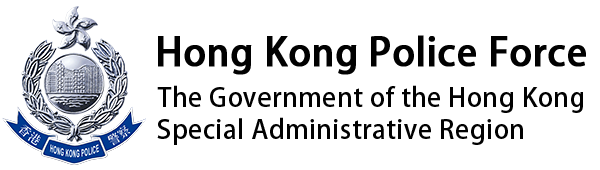 Hong Kong Police Force
The Government of the Hong Kong
Special Administrative Region
香港 警察
HONG KONG POLICE